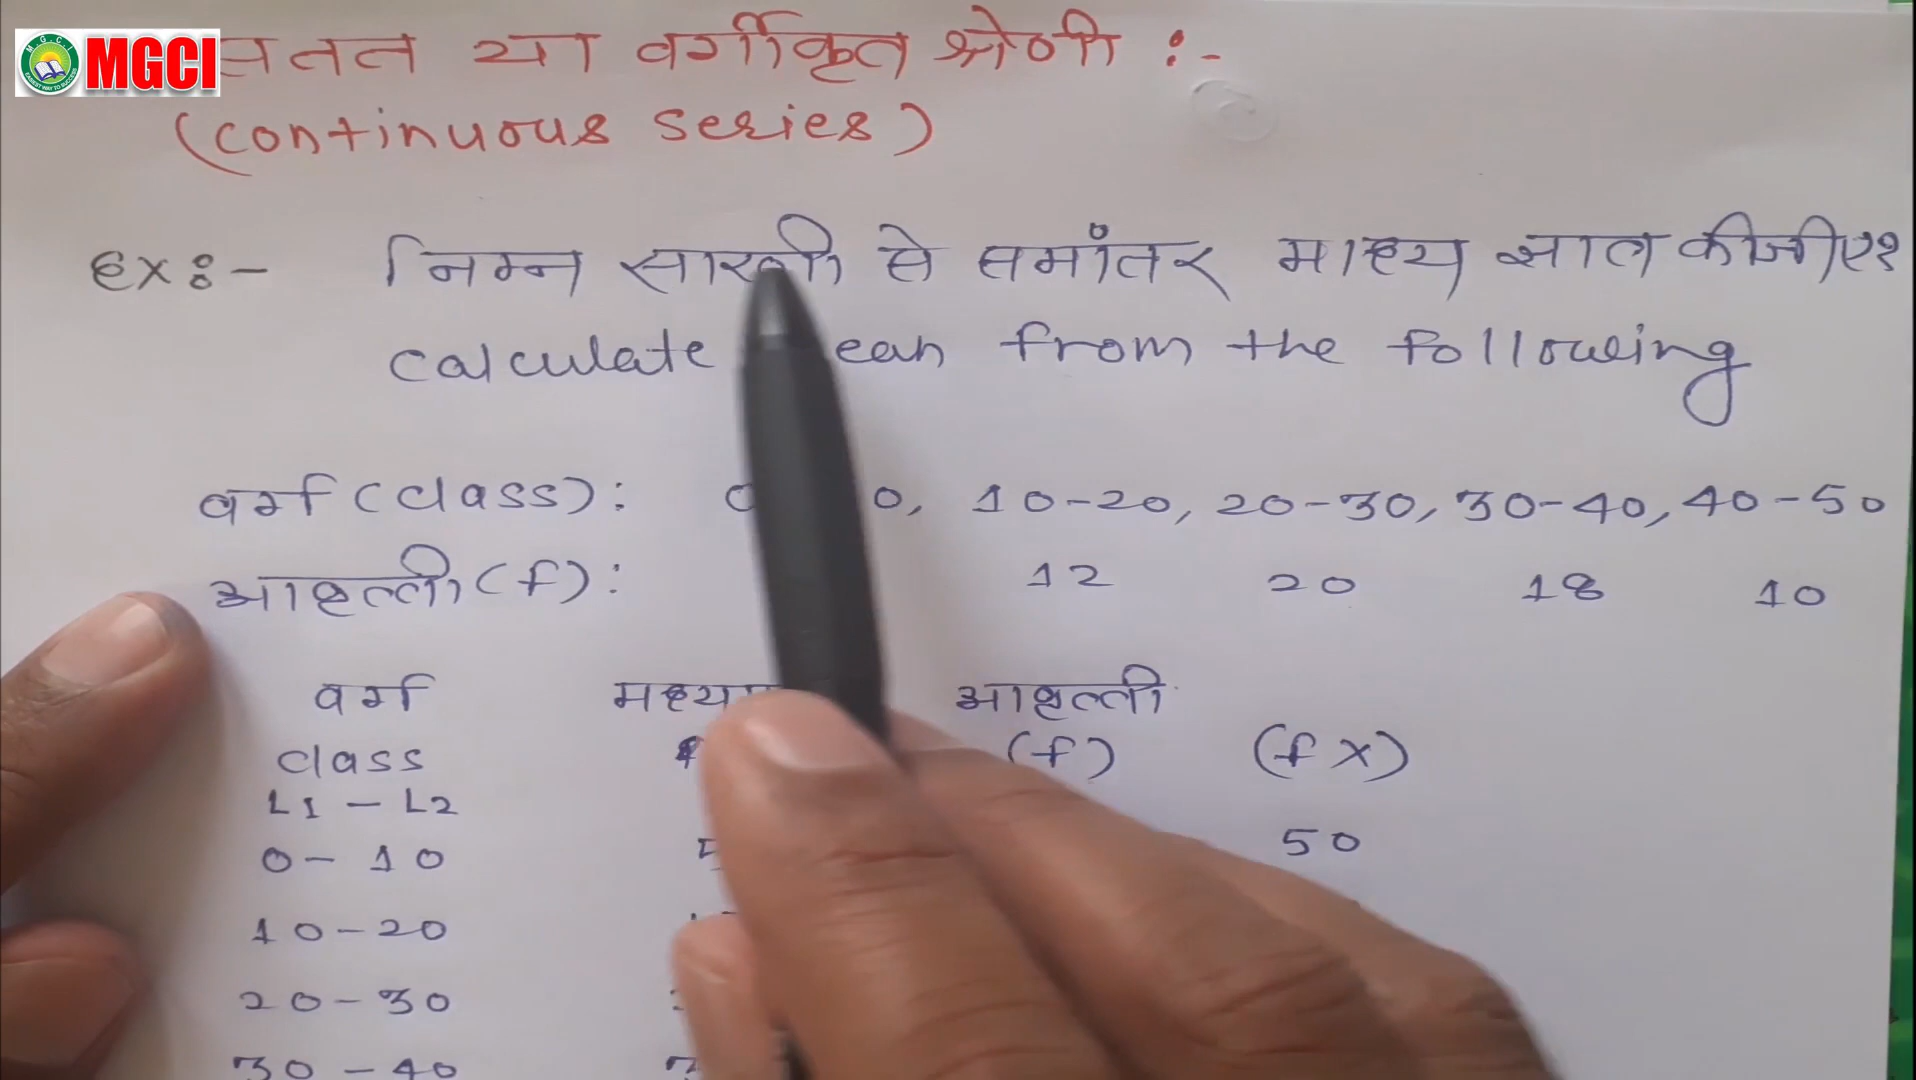 MGCI
सतत या वर्गीकृत श्रेणी :-
(continuous series)
ex:- निम्न सारणी से समाँतर माध्य ज्ञात कीजीए?
calculate ean from the following
वर्ग (class): 10-20, 20-30, 30-40, 40-50
आवृत्ती (f): 12 20 18 10
वर्ग आवृत्ती
class (f) (fx)
L1 - L2
0 - 10 50
10-20
20-30
30-40